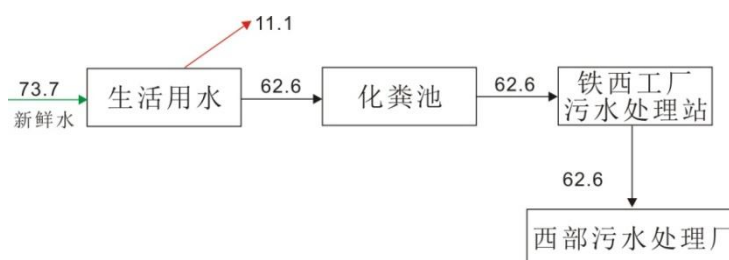 11.1
73.7
新鲜水
生活用水
62.6
化粪池
62.6
铁西工厂
污水处理站
62.6
西部污水处理厂